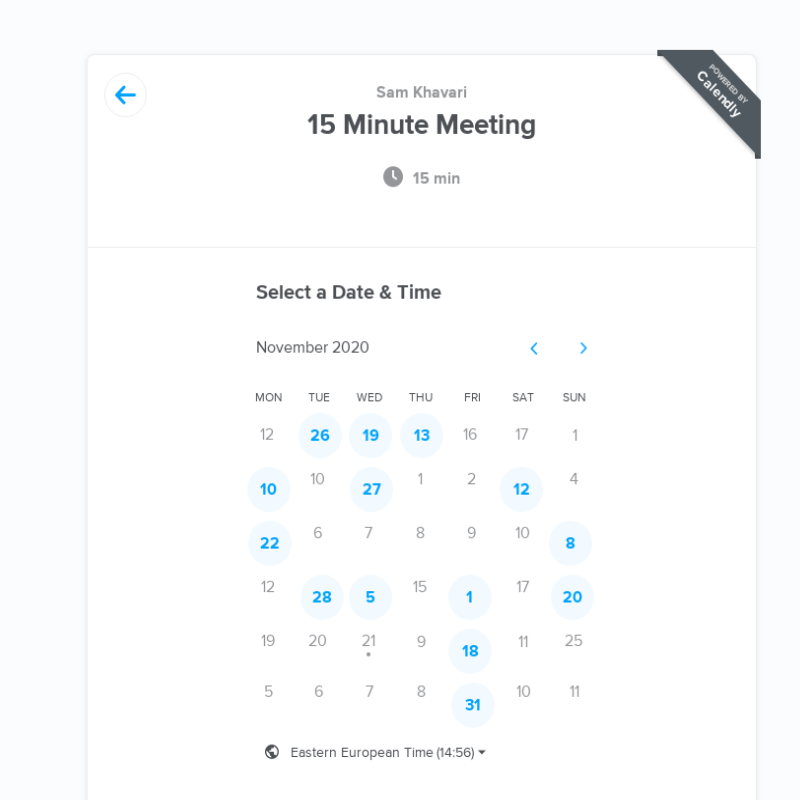 Sam Khavari
15 Minute Meeting
15 min
POWERED BY
Calendly
Select a Date & Time
November 2020
MON TUE WED THU FRI SAT SUN
12 26 19 13 16 17 1
10 10 27 1 2 12 4
22 6 7 8 9 10 8
12 28 5 15 1 17 20
19 20 21 9 18 11 25
5 6 7 8 31 10 11
Eastern European Time (14:56)